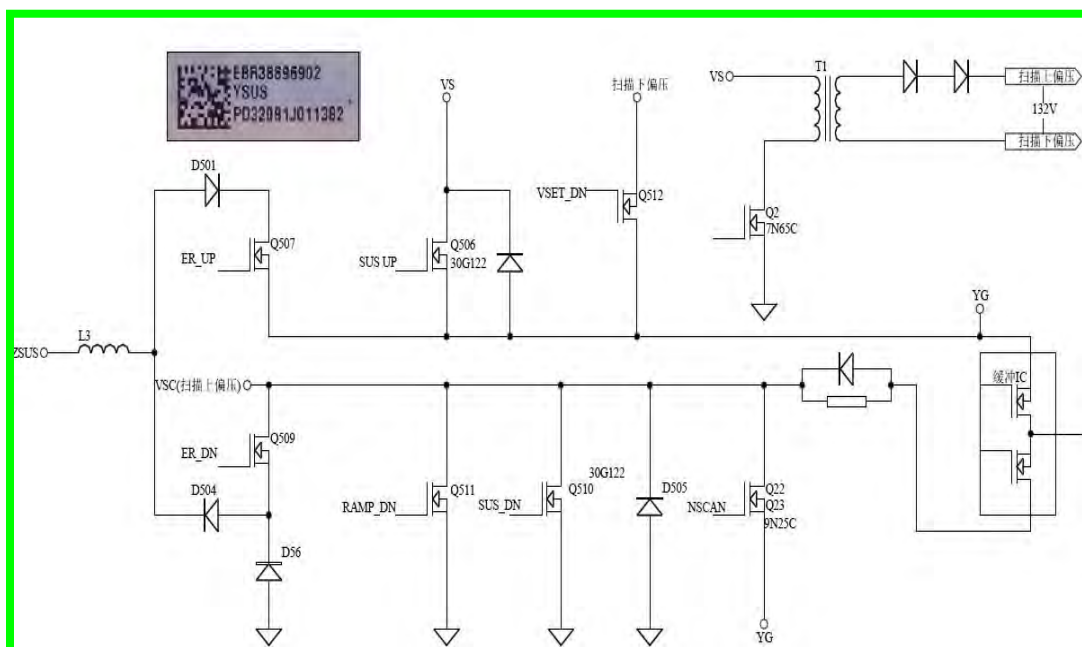 EBR38896902
YSUS
PD32091J011382
VS
扫描下偏压
VS
T1
扫描上偏压
132V
扫描下偏压
D501
VSET_DN
Q512
Q2
7N65C
Q507
ER_UP
Q506
SUS UP
30G122
YG
L3
ZSUS
VSC(扫描上偏压)
缓冲IC
Q509
ER_DN
D504
30G122
Q511
RAMP_DN
Q510
SUS_DN
D505
Q22
NSCAN
Q23
9N25C
D56
YG